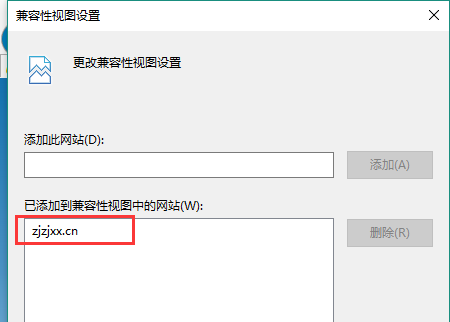 兼容性视图设置
更改兼容性视图设置
添加此网站(D):
添加(A)
已添加到兼容性视图中的网站(W):
zjzjxx.cn
删除(R)